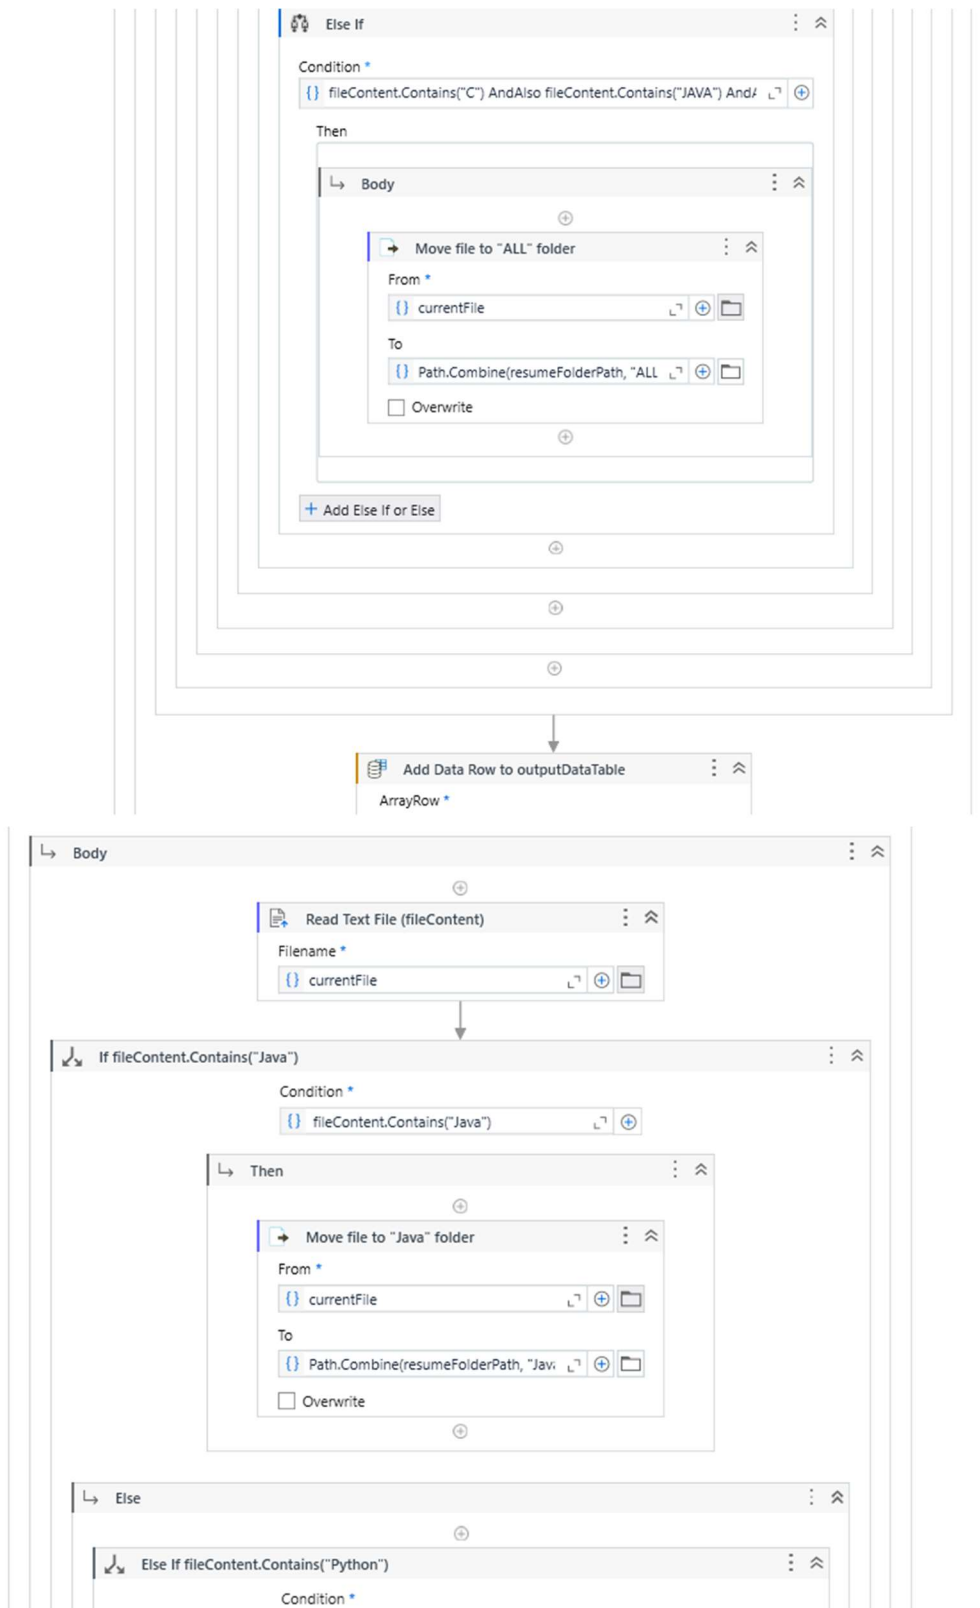 Else If
Condition *
fileContent.Contains("C") AndAlso fileContent.Contains("JAVA") And
Then
Body
Move file to "ALL" folder
From *
currentFile
To
Path.Combine(resumeFolderPath, "ALL
Overwrite
+ Add Else If or Else
Add Data Row to outputDataTable
ArrayRow *
Body
Read Text File (fileContent)
Filename *
currentFile
If fileContent.Contains("Java")
Condition *
fileContent.Contains("Java")
Then
Move file to "Java" folder
From *
currentFile
To
Path.Combine(resumeFolderPath, "Jav
Overwrite
Else
Else If fileContent.Contains("Python")
Condition *